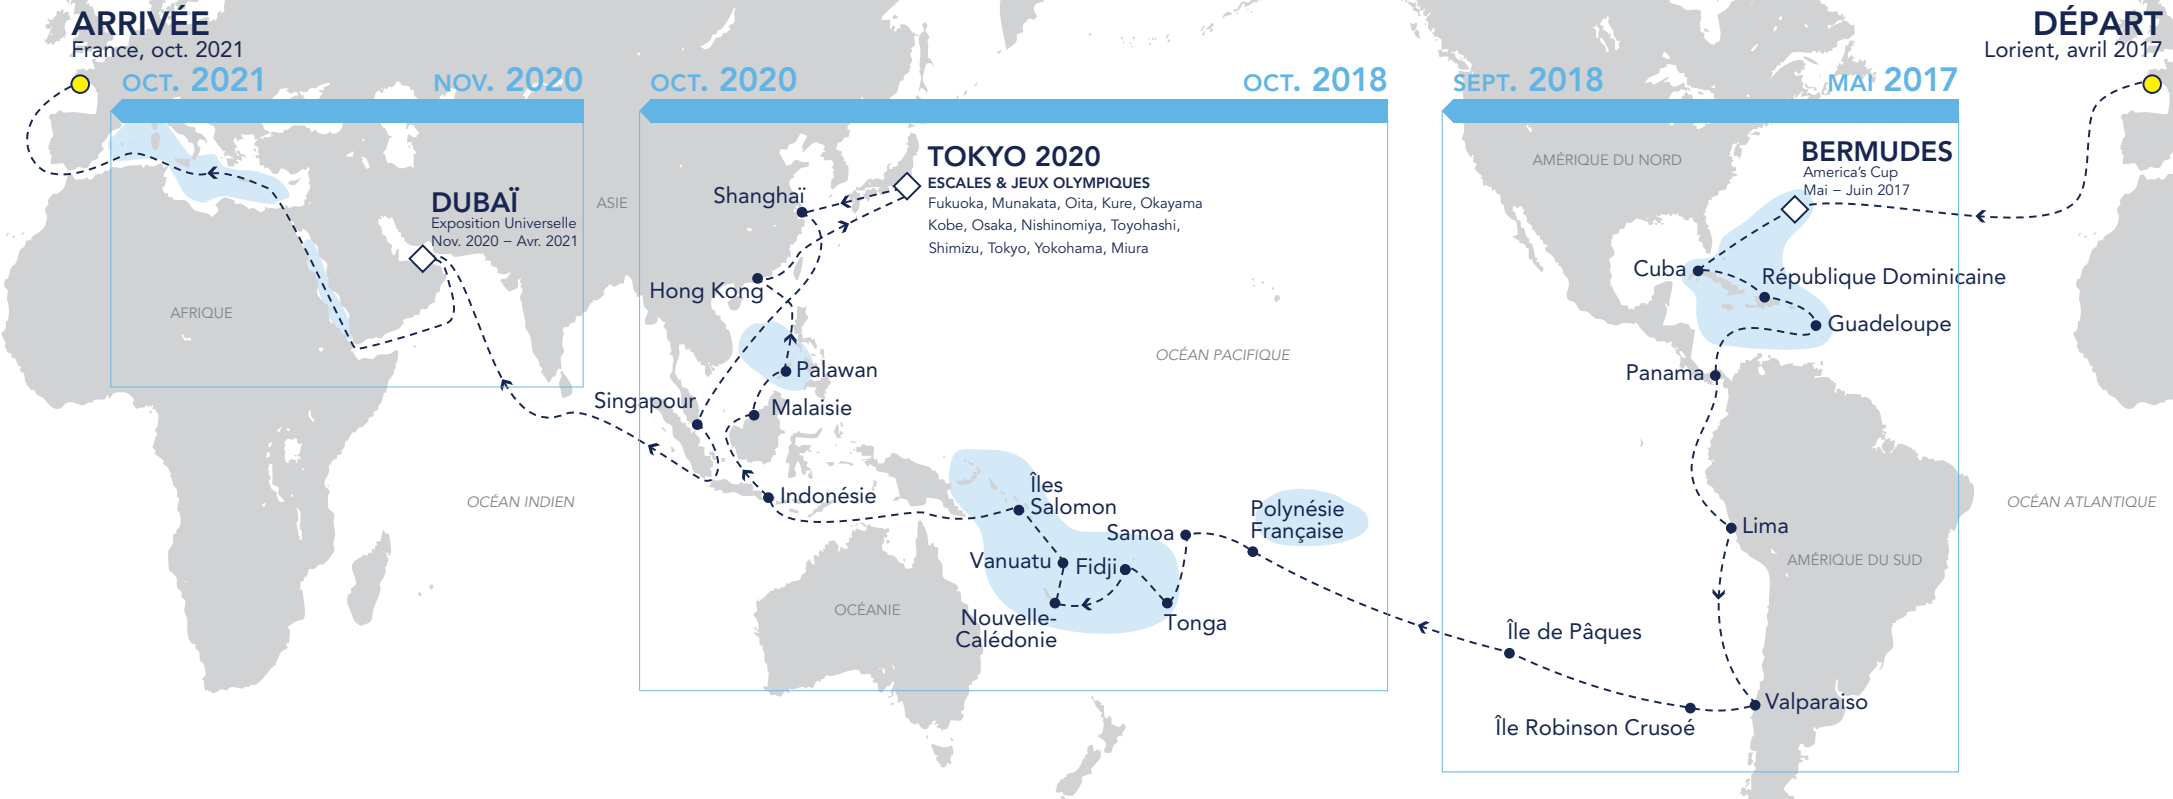 ARRIVÉE
France, oct. 2021
DÉPART
Lorient, avril 2017
OCT. 2021
NOV. 2020
OCT. 2020
OCT. 2018
SEPT. 2018
MAI 2017
TOKYO 2020
ESCALES & JEUX OLYMPIQUES
Fukuoka, Munakata, Oita, Kure, Okayama
Kobe, Osaka, Nishinomiya, Toyohashi,
Shimizu, Tokyo, Yokohama, Miura
BERMUDES
America's Cup
Mai – Juin 2017
AMÉRIQUE DU NORD
DUBAÏ
Exposition Universelle
Nov. 2020 – Avr. 2021
ASIE
Shanghaï
Hong Kong
Cuba
République Dominicaine
Guadeloupe
AFRIQUE
OCÉAN PACIFIQUE
Palawan
Panama
Singapour
Malaisie
Indonésie
Îles
Salomon
OCÉAN INDIEN
Polynésie
Française
OCÉAN ATLANTIQUE
Samoa
Lima
Vanuatu
Fidji
AMÉRIQUE DU SUD
OCÉANIE
Nouvelle-
Calédonie
Tonga
Île de Pâques
Valparaiso
Île Robinson Crusoé